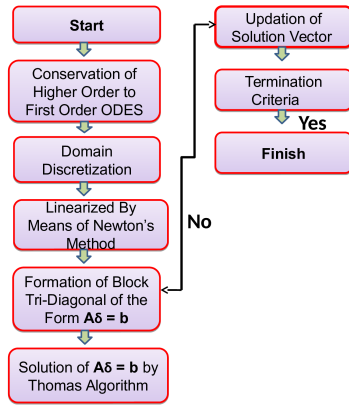 Start
Conservation of
Higher Order to
First Order ODES
Domain
Discretization
Linearized By
Means of Newton's
Method
Formation of Block
Tri-Diagonal of the
Form Aδ = b
Solution of Aδ = b by
Thomas Algorithm
No
Updation of
Solution Vector
Termination
Criteria
Yes
Finish